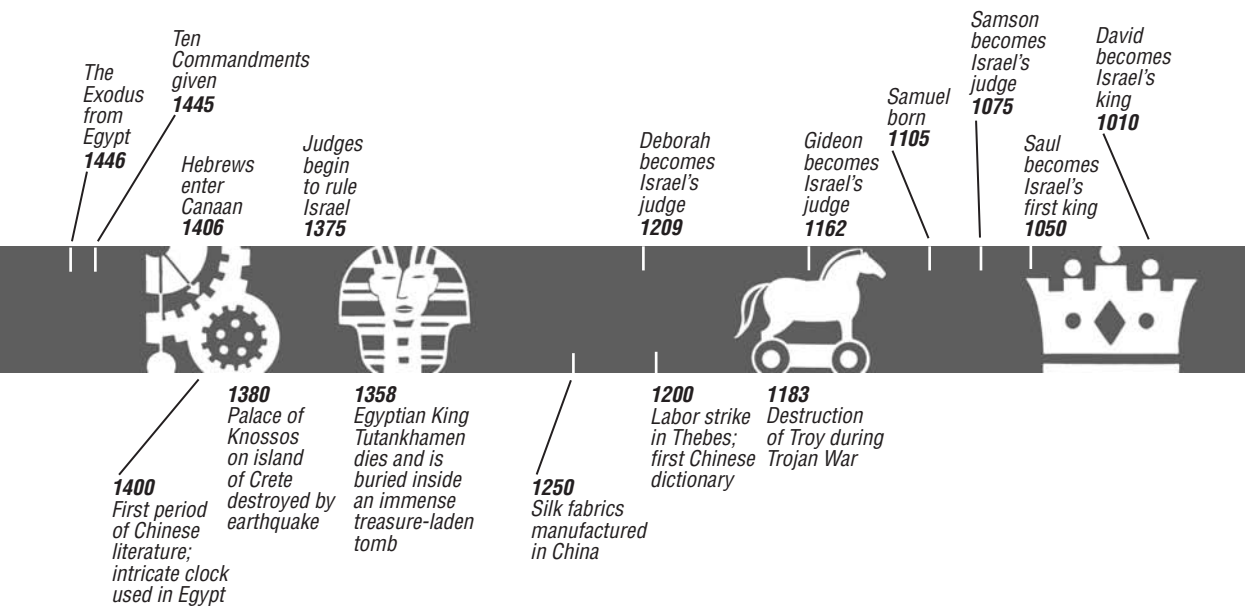 The
Exodus
from
Egypt
1446
Ten
Commandments
given
1445
Hebrews
enter
Canaan
1406
Judges
begin
to rule
Israel
1375
Deborah
becomes
Israel's
judge
1209
Gideon
becomes
Israel's
judge
1162
Samuel
born
1105
Samson
becomes
Israel's
judge
1075
Saul
becomes
Israel's
first king
1050
David
becomes
Israel's
king
1010
1400
First period
of Chinese
literature;
intricate clock
used in Egypt
1380
Palace of
Knossos
on island
of Crete
destroyed by
earthquake
1358
Egyptian King
Tutankhamen
dies and is
buried inside
an immense
treasure-laden
tomb
1250
Silk fabrics
manufactured
in China
1200
Labor strike
in Thebes;
first Chinese
dictionary
1183
Destruction
of Troy during
Trojan War